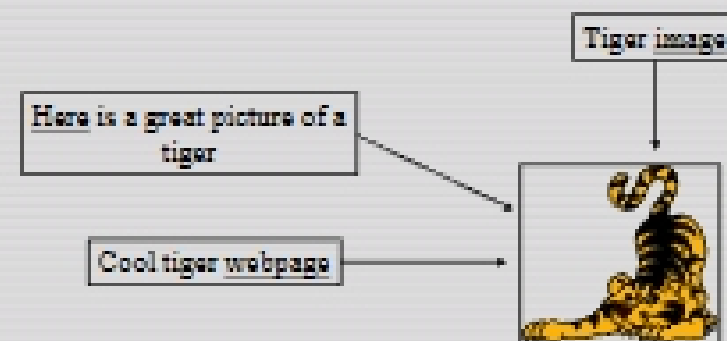 Tiger image
Here is a great picture of a
tiger
Cool tiger webpage